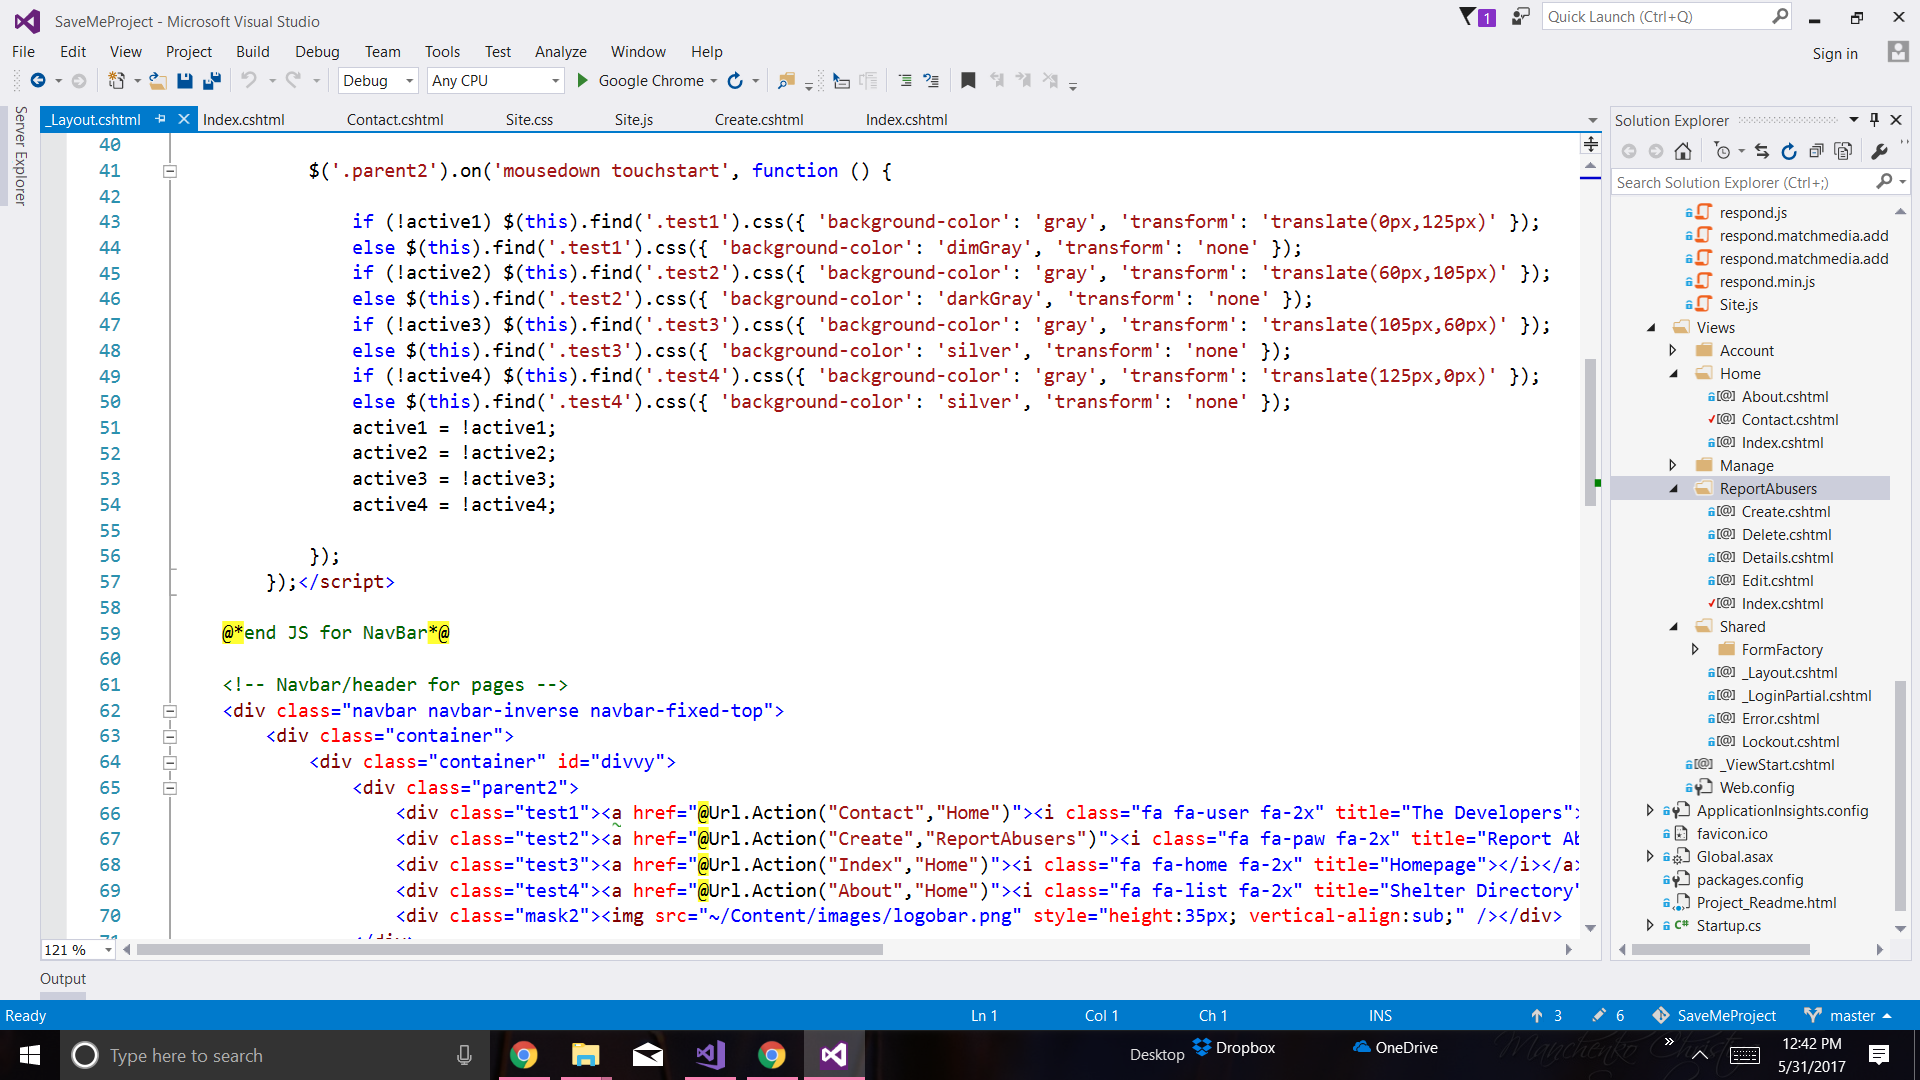 SaveMeProject - Microsoft Visual Studio
1
Quick Launch (Ctrl+Q)
File Edit View Project Build Debug Team Tools Test Analyze Window Help
Sign in
Debug Any CPU Google Chrome
Server Explorer
_Layout.cshtml Index.cshtml Contact.cshtml Site.css Site.js Create.cshtml Index.cshtml
40
41 $('.parent2').on('mousedown touchstart', function () {
42
43 if (!active1) $(this).find('.test1').css({ 'background-color': 'gray', 'transform': 'translate(0px,125px)' });
44 else $(this).find('.test1').css({ 'background-color': 'dimGray', 'transform': 'none' });
45 if (!active2) $(this).find('.test2').css({ 'background-color': 'gray', 'transform': 'translate(60px,105px)' });
46 else $(this).find('.test2').css({ 'background-color': 'darkGray', 'transform': 'none' });
47 if (!active3) $(this).find('.test3').css({ 'background-color': 'gray', 'transform': 'translate(105px,60px)' });
48 else $(this).find('.test3').css({ 'background-color': 'silver', 'transform': 'none' });
49 if (!active4) $(this).find('.test4').css({ 'background-color': 'gray', 'transform': 'translate(125px,0px)' });
50 else $(this).find('.test4').css({ 'background-color': 'silver', 'transform': 'none' });
51 active1 = !active1;
52 active2 = !active2;
53 active3 = !active3;
54 active4 = !active4;
55
56 });
57 });</script>
58
59 @*end JS for NavBar*@
60
61 <!-- Navbar/header for pages -->
62 <div class="navbar navbar-inverse navbar-fixed-top">
63 <div class="container">
64 <div class="container" id="divvy">
65 <div class="parent2">
66 <div class="test1"><a href="@Url.Action("Contact","Home")"><i class="fa fa-user fa-2x" title="The Developers">
67 <div class="test2"><a href="@Url.Action("Create","ReportAbusers")"><i class="fa fa-paw fa-2x" title="Report Ab
68 <div class="test3"><a href="@Url.Action("Index","Home")"><i class="fa fa-home fa-2x" title="Homepage"></i></a>
69 <div class="test4"><a href="@Url.Action("About","Home")"><i class="fa fa-list fa-2x" title="Shelter Directory"
70 <div class="mask2"><img src="~/Content/images/logobar.png" style="height:35px; vertical-align:sub;" /></div>
121 %
Solution Explorer
Search Solution Explorer (Ctrl+;)
respond.js
respond.matchmedia.add
respond.matchmedia.add
respond.min.js
Site.js
Views
Account
Home
About.cshtml
Contact.cshtml
Index.cshtml
Manage
ReportAbusers
Create.cshtml
Delete.cshtml
Details.cshtml
Edit.cshtml
Index.cshtml
Shared
FormFactory
_Layout.cshtml
_LoginPartial.cshtml
Error.cshtml
Lockout.cshtml
_ViewStart.cshtml
Web.config
ApplicationInsights.config
favicon.ico
Global.asax
packages.config
Project_Readme.html
C# Startup.cs
Output
Ready Ln 1 Col 1 Ch 1 INS 3 6 SaveMeProject master
Type here to search
Desktop Dropbox OneDrive
12:42 PM
5/31/2017